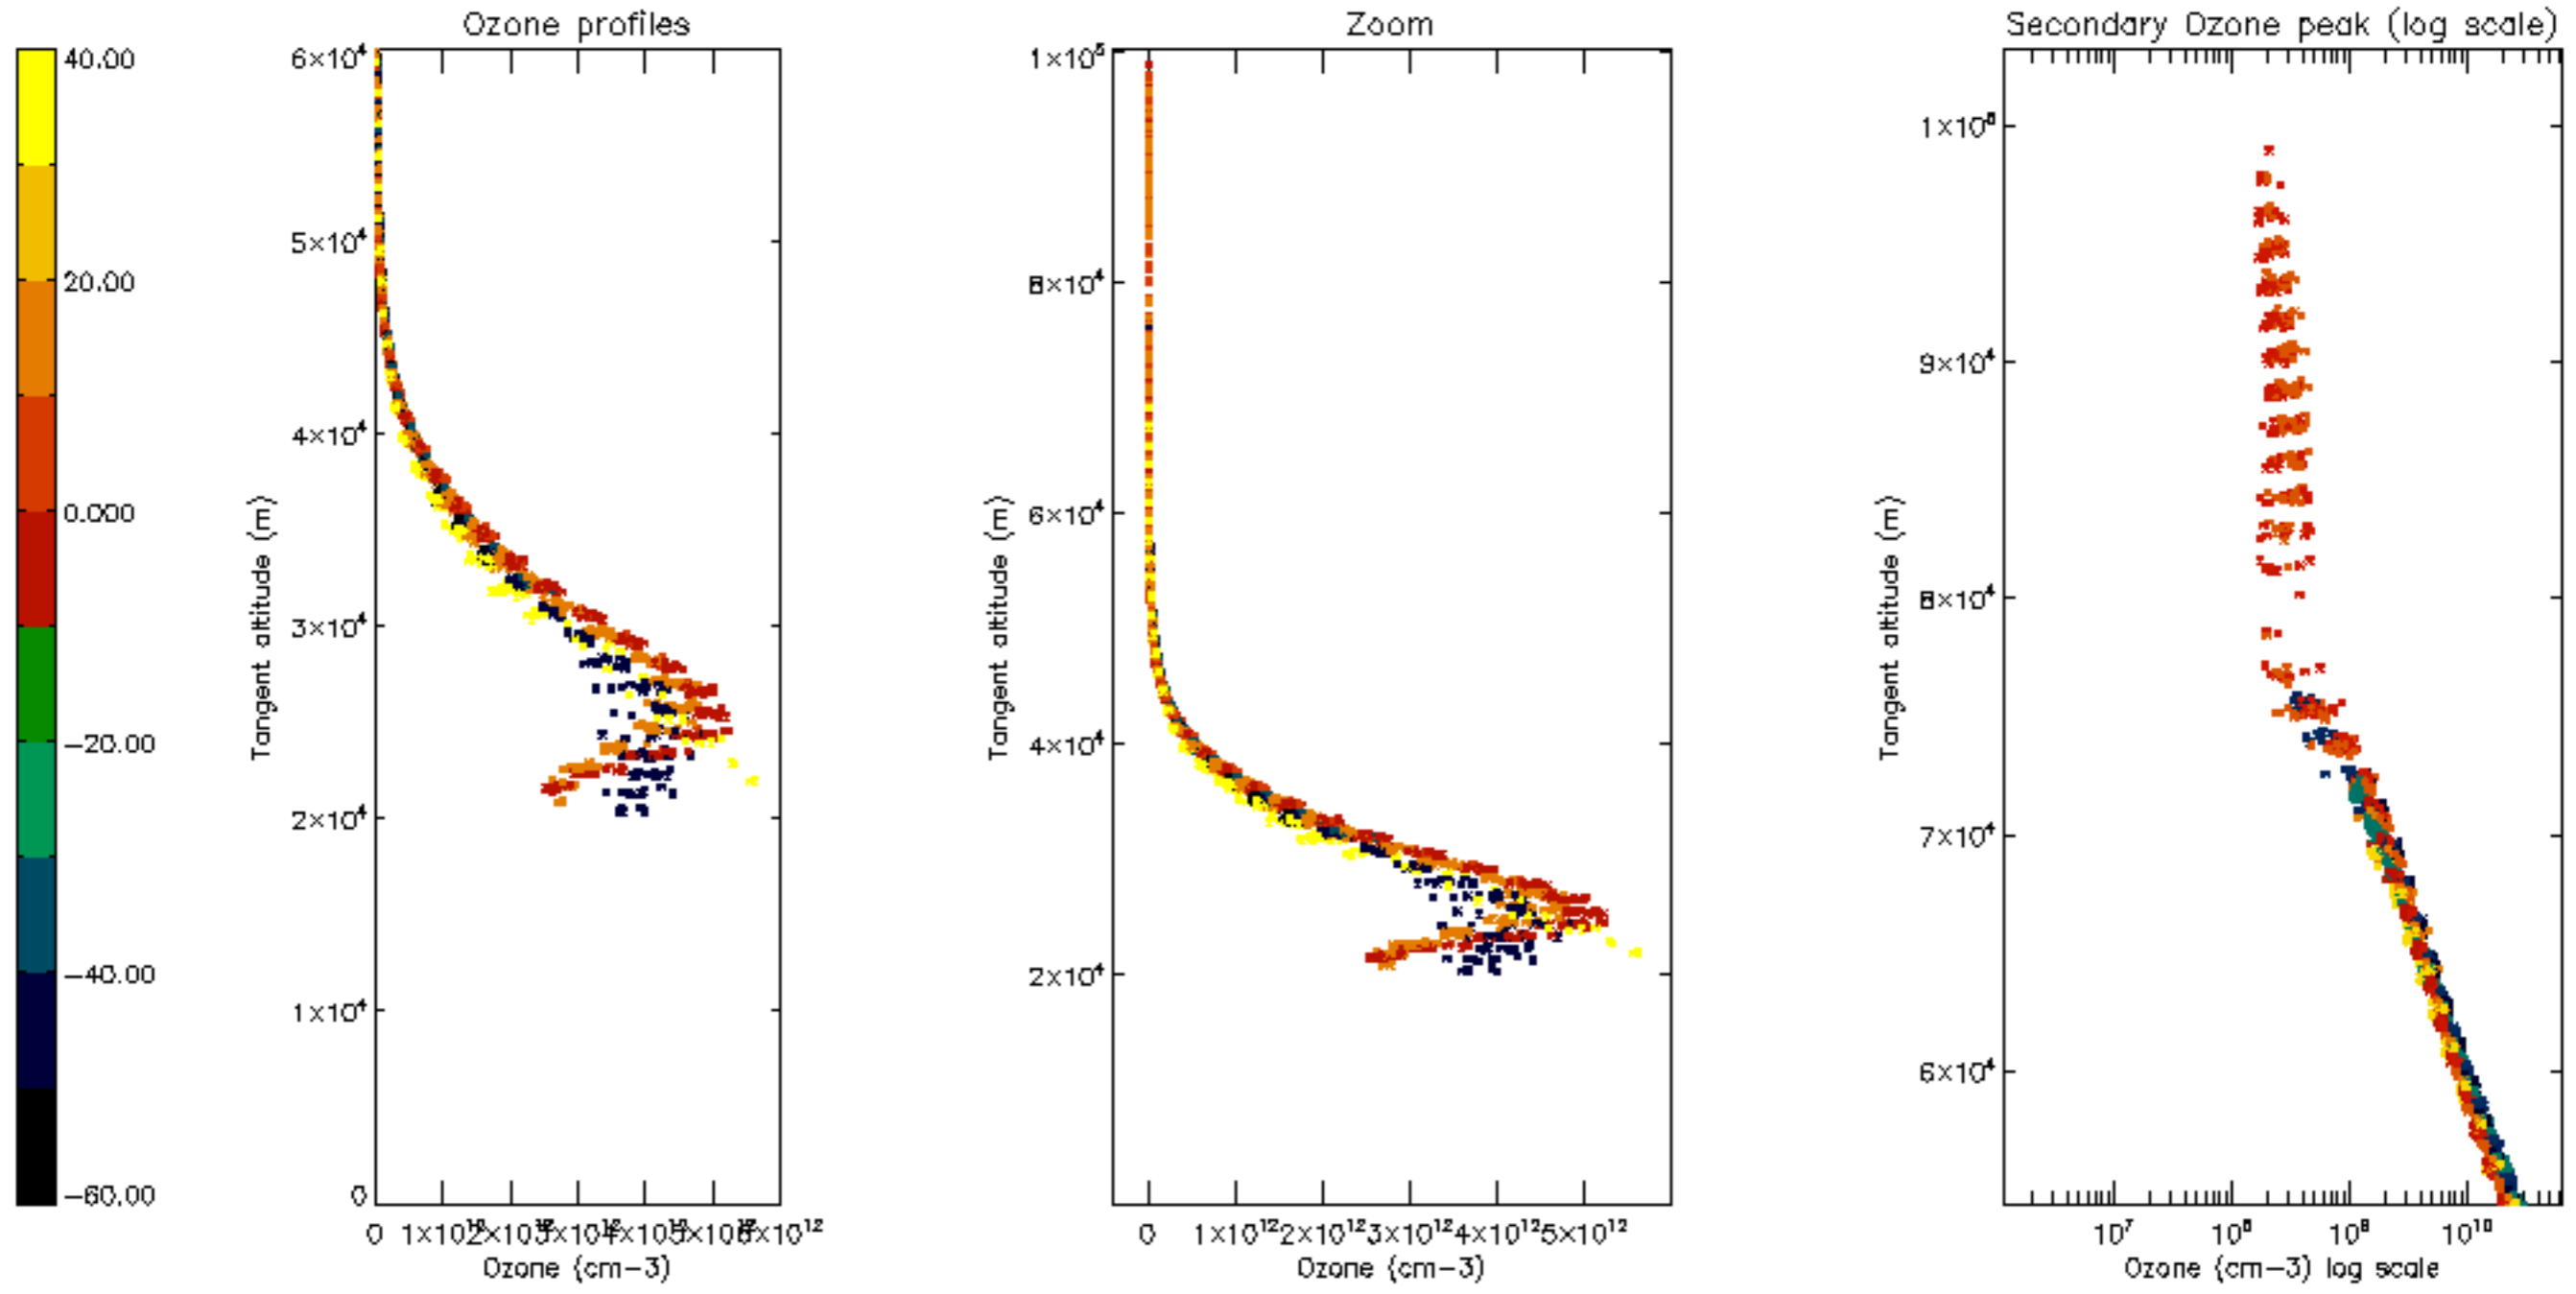 Ozone profiles
Zoom
Secondary Ozone peak (log scale)
40.00
20.00
0.000
−20.00
−40.00
−60.00
6×10⁴
5×10⁴
4×10⁴
3×10⁴
2×10⁴
1×10⁴
0
Tangent altitude (m)
0
6×10¹²
Ozone (cm−3)
1×10⁵
8×10⁴
6×10⁴
4×10⁴
2×10⁴
Tangent altitude (m)
0 1×10¹² 2×10¹² 3×10¹² 4×10¹² 5×10¹²
Ozone (cm−3)
1×10⁵
9×10⁴
8×10⁴
7×10⁴
6×10⁴
Tangent altitude (m)
10⁷ 10⁸ 10⁹ 10¹⁰
Ozone (cm−3) log scale